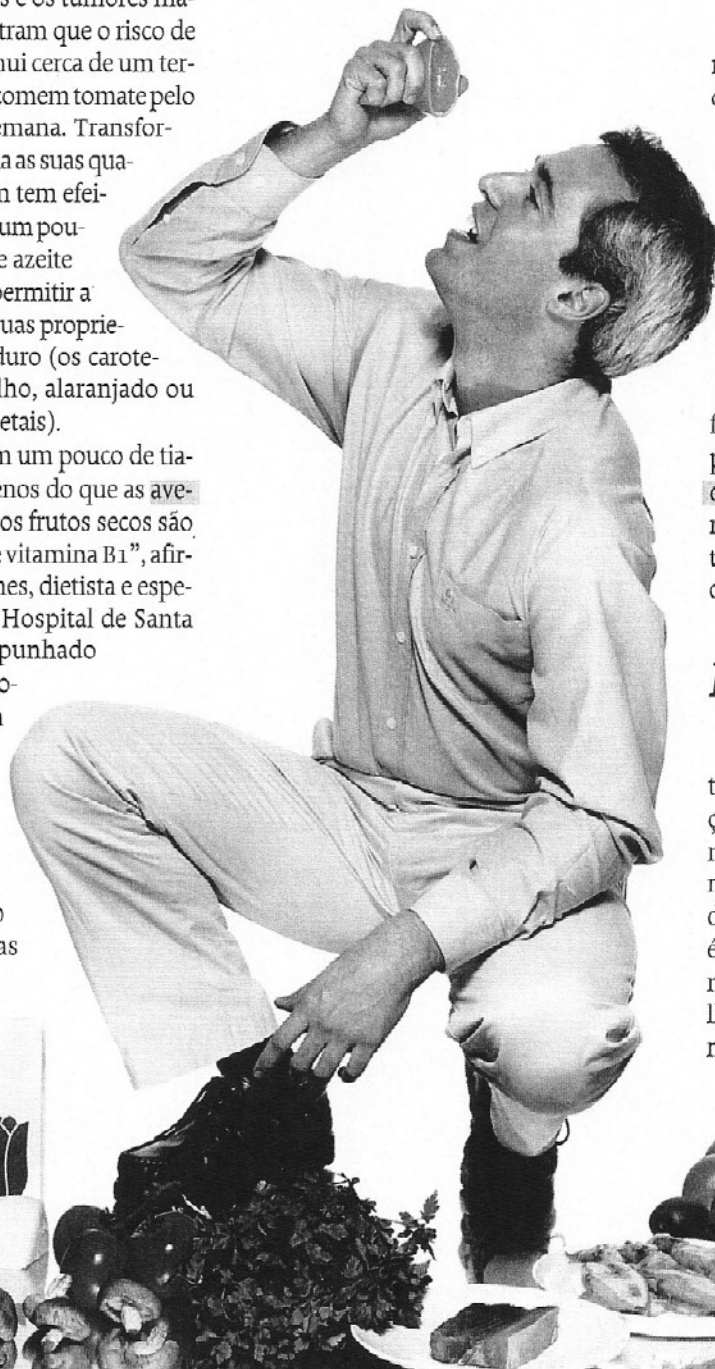 s e os tumores ma-
tram que o risco de
nui cerca de um ter-
comem tomate pelo
emana. Transfor-
a as suas qua-
n tem efei-
um pou-
e azeite
permitir a
uas proprie-
duro (os carote-
lho, alaranjado ou
etais).
m um pouco de tia-
enos do que as ave-
os frutos secos são
e vitamina B1”, afir-
nes, dietista e espe-
Hospital de Santa
punhado
o-
as